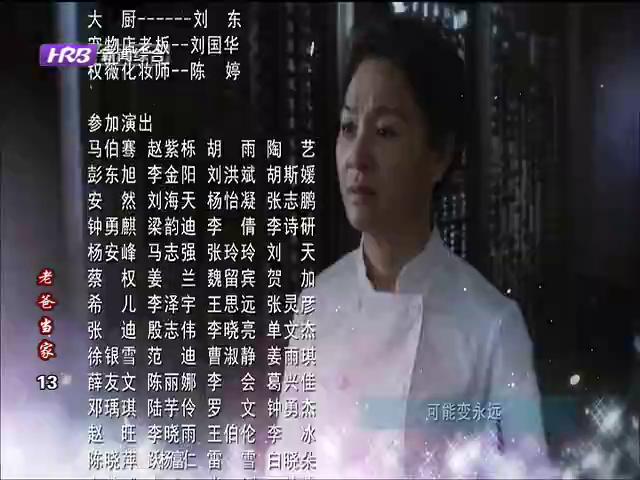 大 厨------刘 东
宠物店老板--刘国华
HRB 新闻综合
权薇化妆师--陈 婷
参加演出
马伯骞 赵紫栎 胡 雨 陶 艺
彭东旭 李金阳 刘洪斌 胡斯媛
安 然 刘海天 杨怡凝 张志鹏
钟勇麒 梁韵迪 李 倩 李诗研
杨安峰 马志强 张玲玲 刘 天
蔡 权 姜 兰 魏留宾 贺 加
希 儿 李泽宇 王思远 张灵彦
张 迪 殷志伟 李晓亮 单文杰
徐银雪 范 迪 曹淑静 姜雨琪
薛友文 陈丽娜 李 会 葛兴佳
邓瑀琪 陆芋伶 罗 文 钟勇杰
赵 旺 李晓雨 王伯伦 李 冰
陈晓萍 跃杨富仁 雷 雪 白晓朵
老爸当家
13
可能变永远